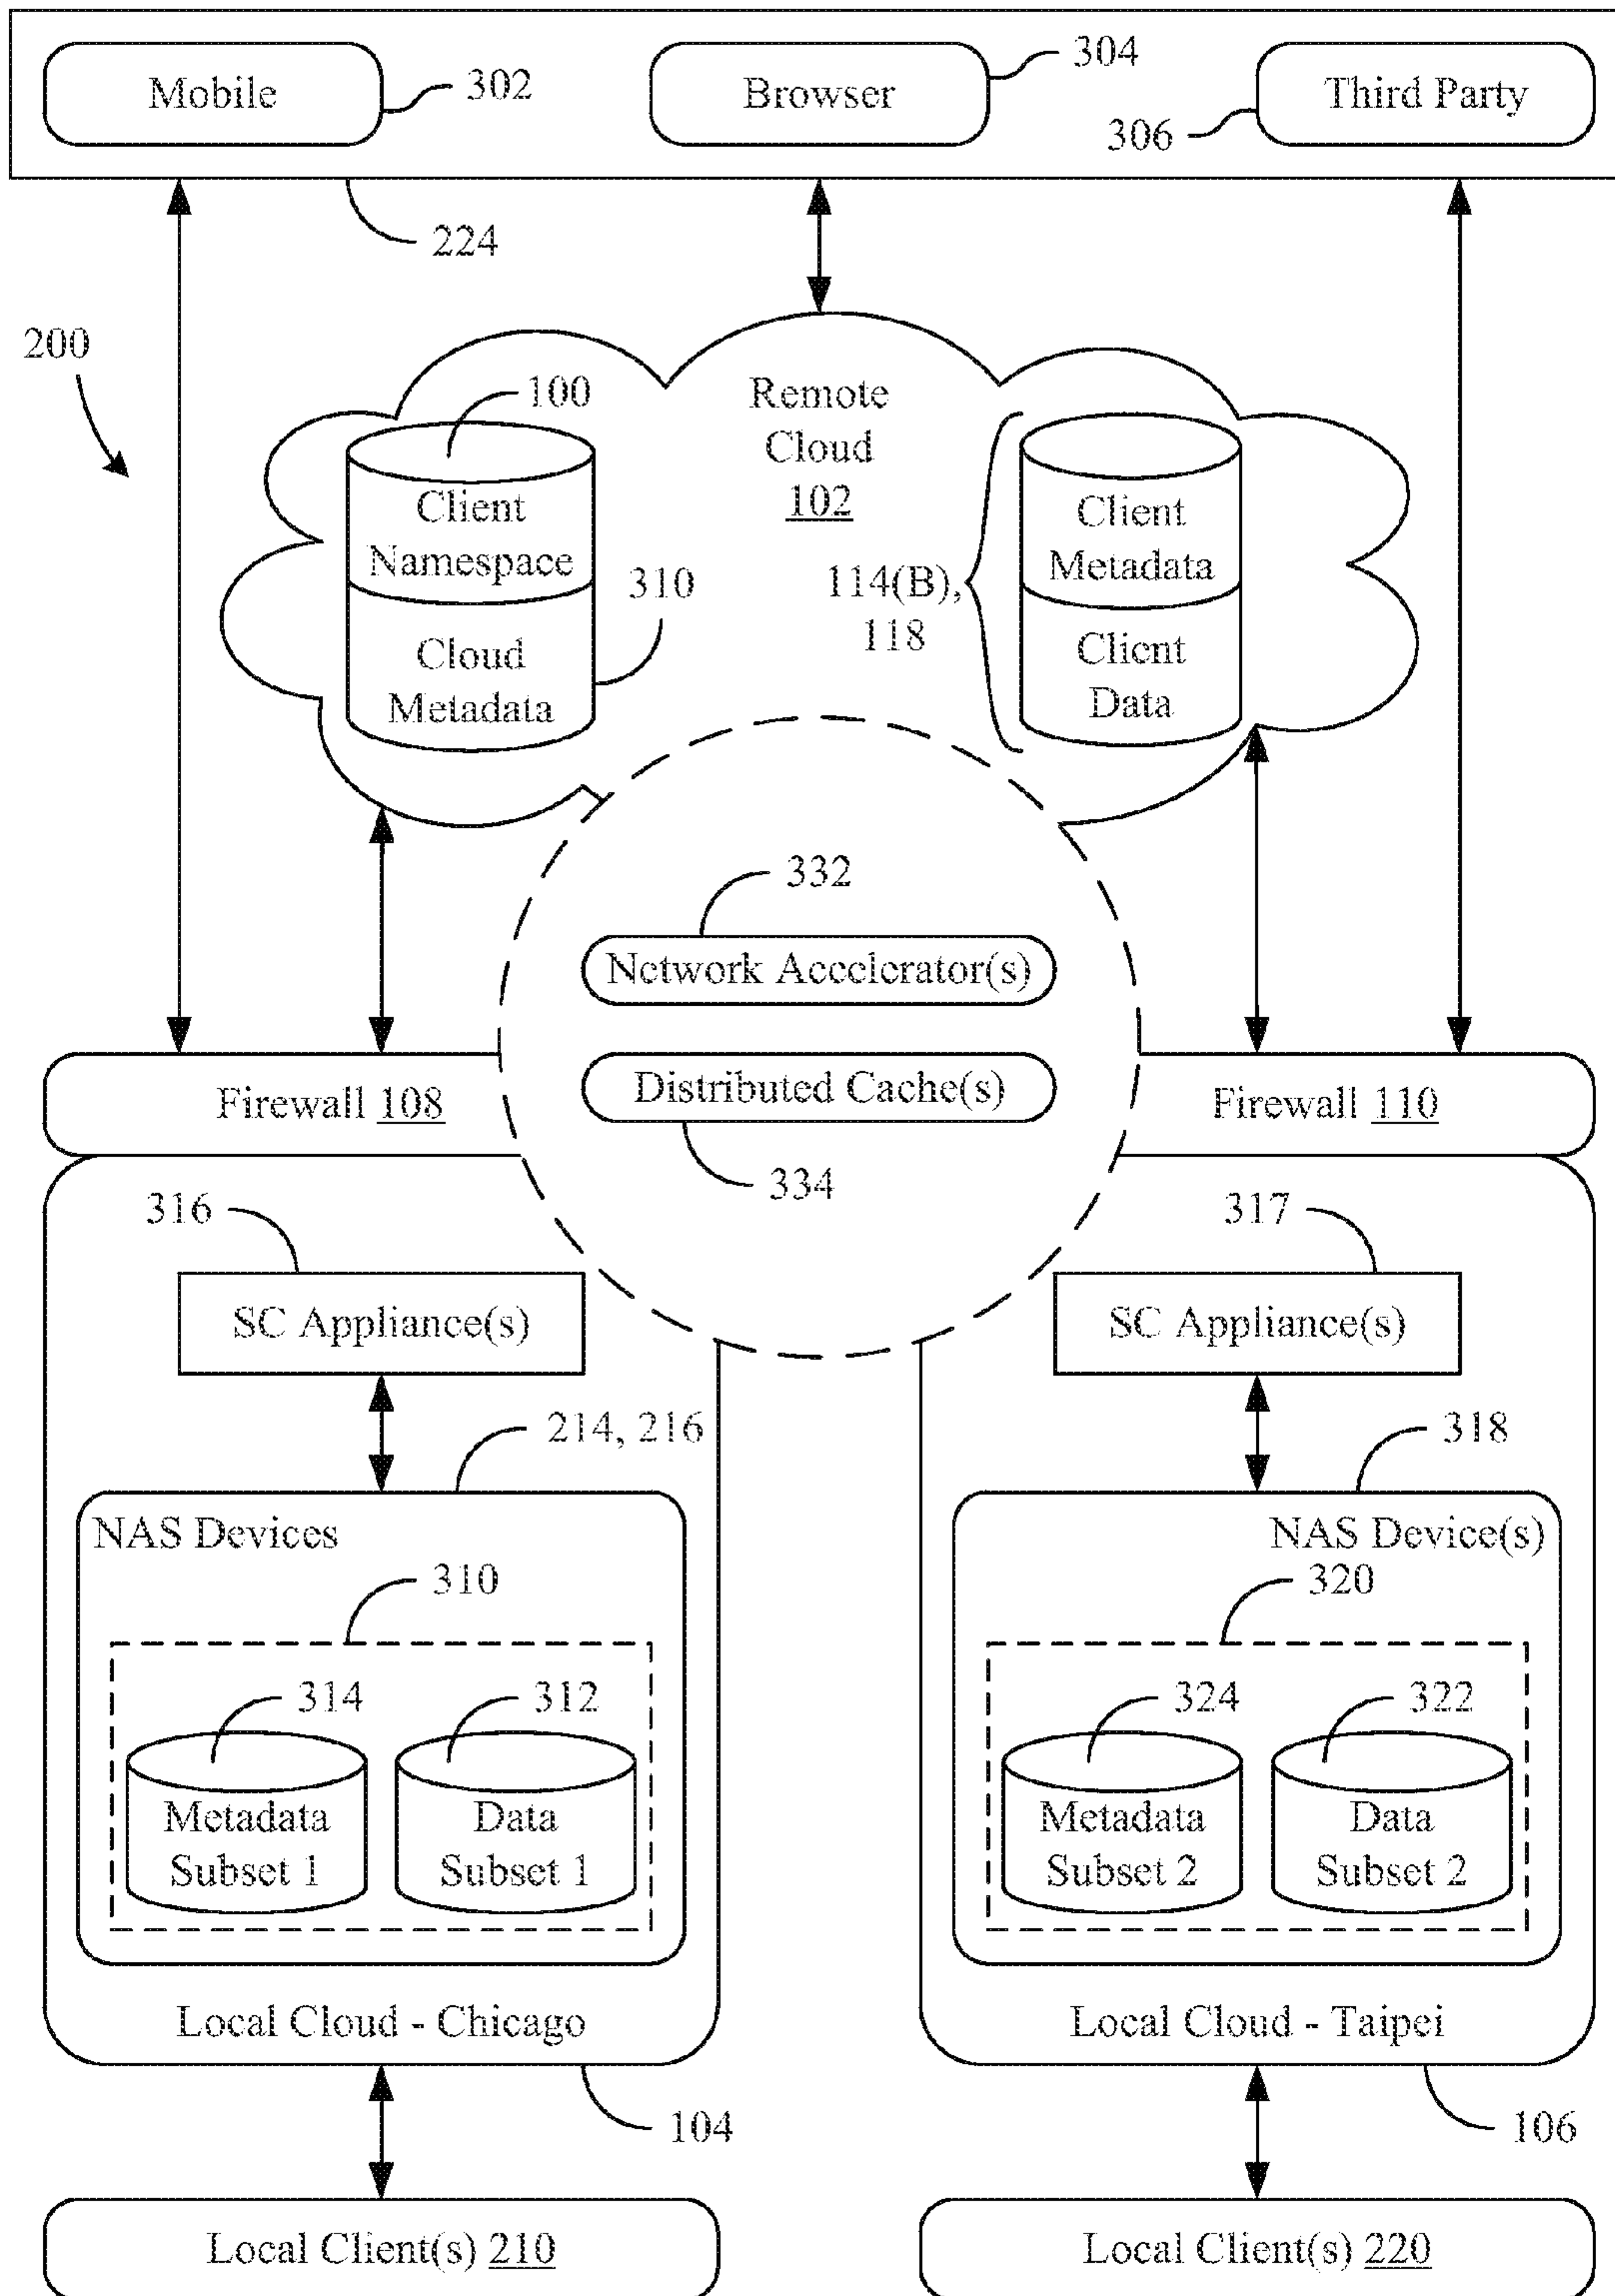 Mobile
302
Browser
304
Third Party
306
224
200
100
Remote
Cloud
102
Client
Namespace
310
Cloud
Metadata
114(B),
118
Client
Metadata
Client
Data
332
Network Accelerator(s)
Distributed Cache(s)
334
Firewall 108
Firewall 110
316
SC Appliance(s)
317
SC Appliance(s)
214, 216
318
NAS Devices
310
314
312
Metadata
Subset 1
Data
Subset 1
NAS Device(s)
320
324
322
Metadata
Subset 2
Data
Subset 2
Local Cloud - Chicago
104
Local Cloud - Taipei
106
Local Client(s) 210
Local Client(s) 220